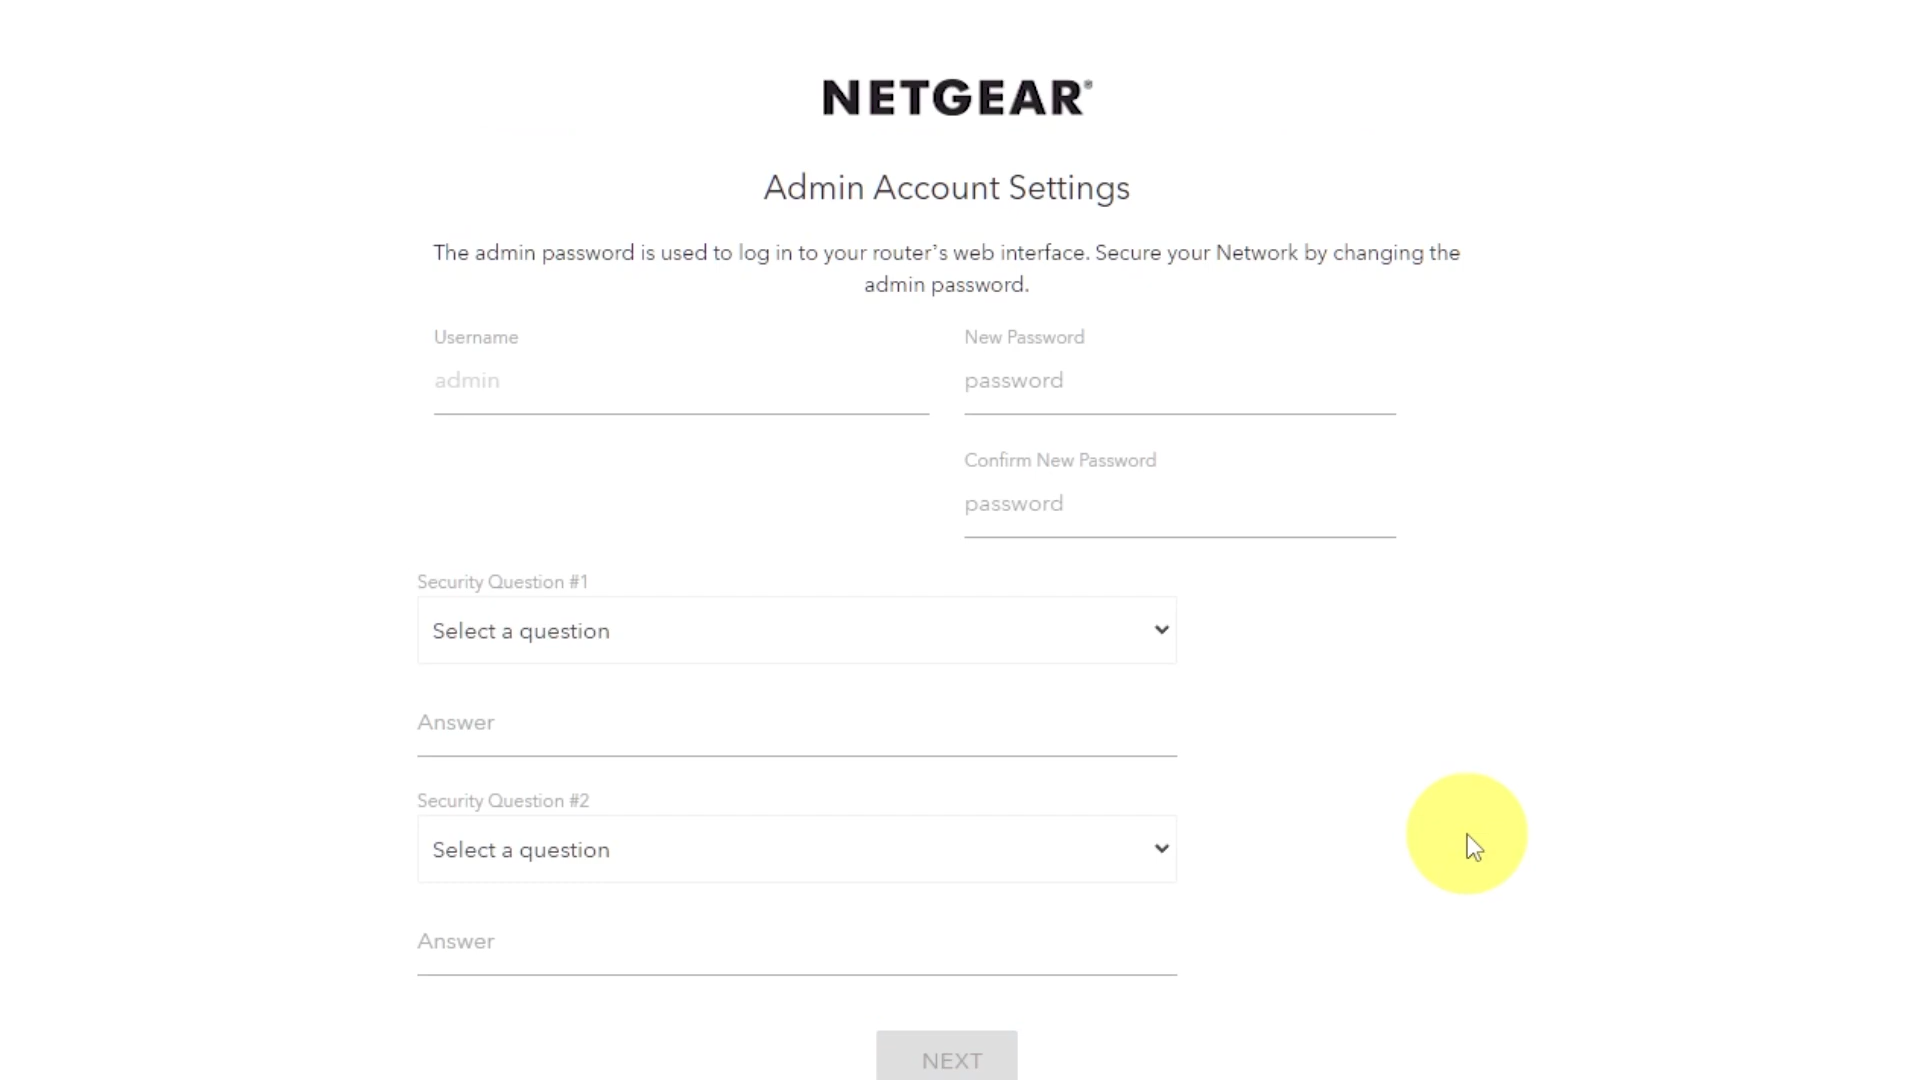 NETGEAR®
Admin Account Settings
The admin password is used to log in to your router's web interface. Secure your Network by changing the
admin password.
Username
New Password
admin
password
Confirm New Password
password
Security Question #1
Select a question
Answer
Security Question #2
Select a question
Answer
NEXT